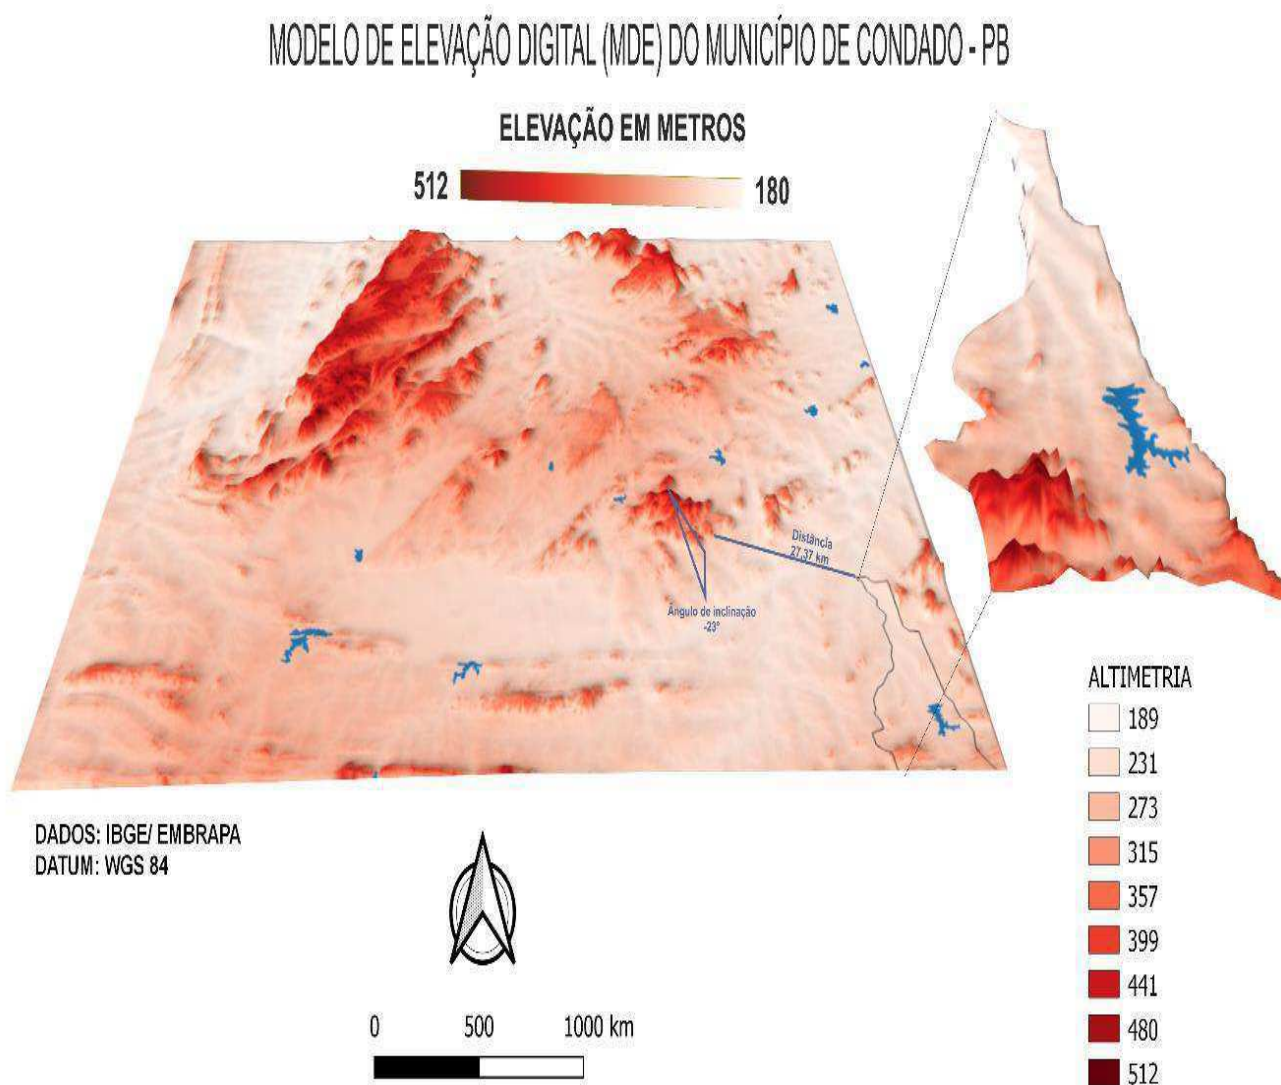 MODELO DE ELEVAÇÃO DIGITAL (MDE) DO MUNICÍPIO DE CONDADO - PB
ELEVAÇÃO EM METROS
512
180
Distância
27,37 km
Ângulo de inclinação
-23°
ALTIMETRIA
189
231
273
315
357
399
441
480
512
DADOS: IBGE/ EMBRAPA
DATUM: WGS 84
0 500 1000 km